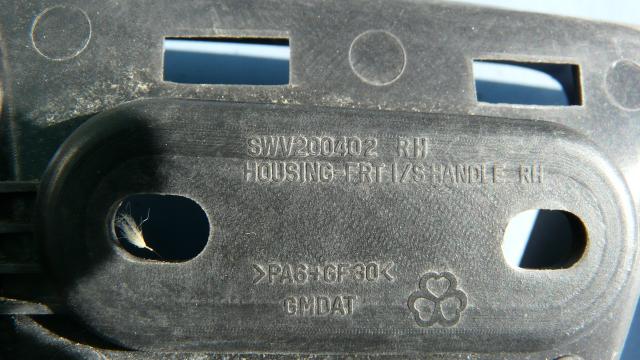 SWV200402 RH
HOUSING-FRT I/S HANDLE RH
>PA6+GF30<
GMDAT